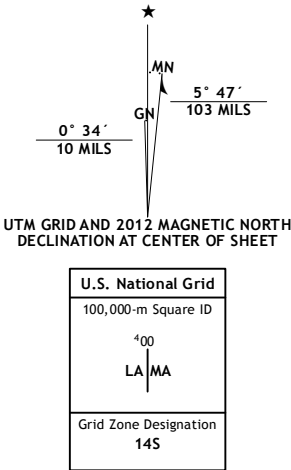 ★
MN
GN
5° 47´
103 MILS
0° 34´
10 MILS
UTM GRID AND 2012 MAGNETIC NORTH
DECLINATION AT CENTER OF SHEET
U.S. National Grid
100,000-m Square ID
⁴00
LA MA
Grid Zone Designation
14S